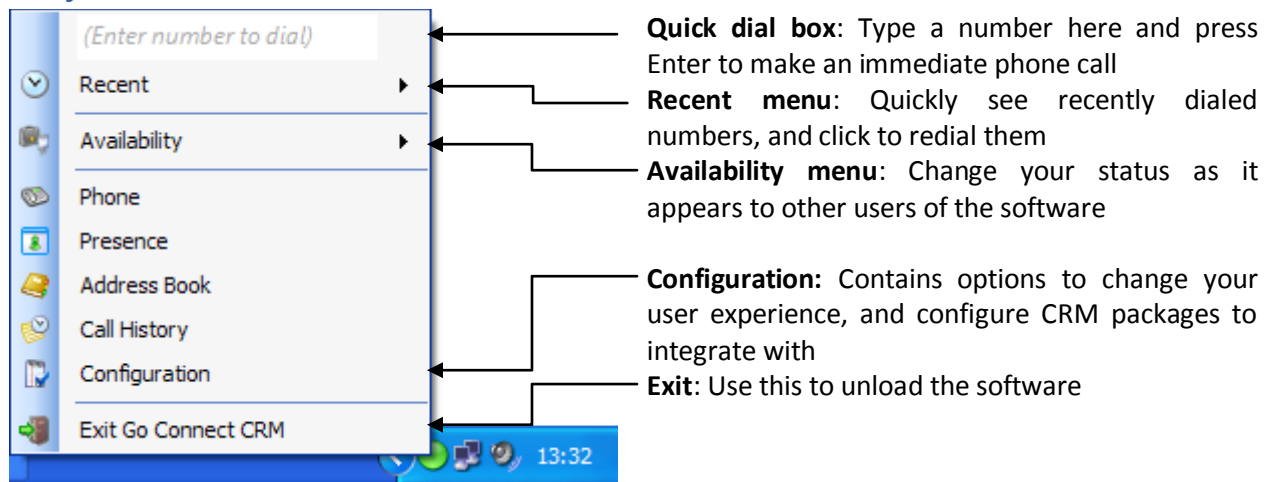 (Enter number to dial)
Recent
Availability
Phone
Presence
Address Book
Call History
Configuration
Exit Go Connect CRM
13:32
Quick dial box: Type a number here and press
Enter to make an immediate phone call
Recent menu: Quickly see recently dialed
numbers, and click to redial them
Availability menu: Change your status as it
appears to other users of the software
Configuration: Contains options to change your
user experience, and configure CRM packages to
integrate with
Exit: Use this to unload the software